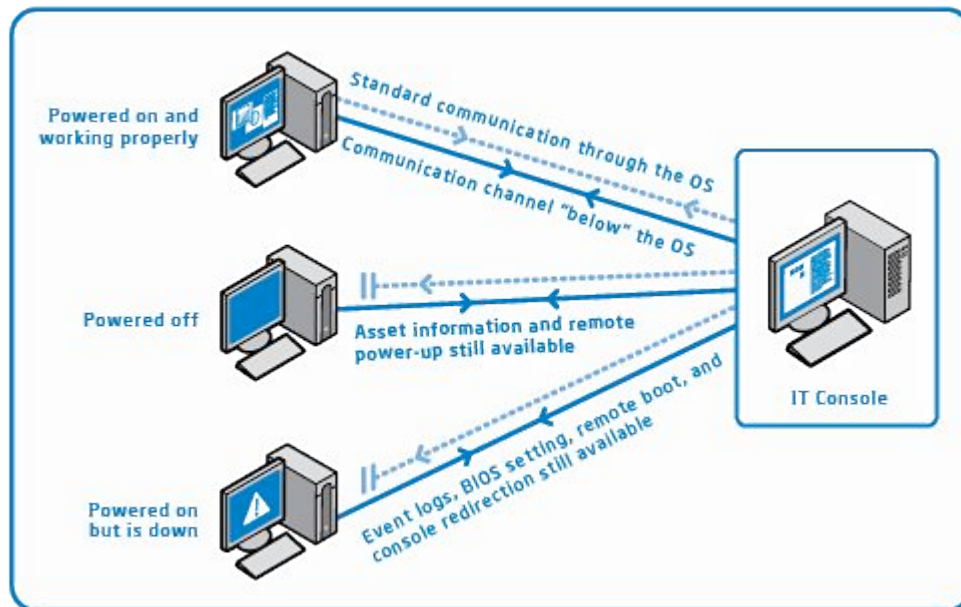 Powered on and
working properly
Standard communication through the OS
Communication channel "below" the OS
Powered off
Asset information and remote
power-up still available
IT Console
Powered on
but is down
Event logs, BIOS setting, remote boot, and
console redirection still available